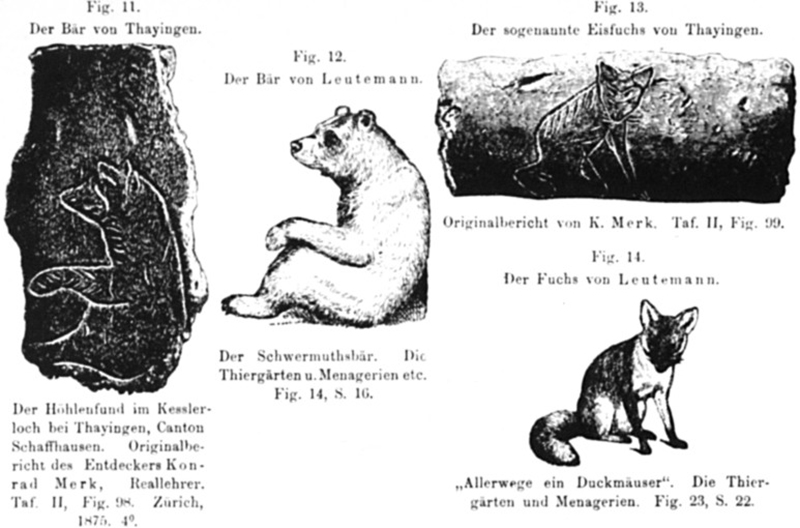 Fig. 11.
Der Bär von Thayingen.
Der Höhlenfund im Kessler-
loch bei Thayingen, Canton
Schaffhausen. Originalbe-
richt des Entdeckers Kon-
rad Merk, Reallehrer.
Taf. II, Fig. 98. Zürich,
1875. 4⁰.
Fig. 12.
Der Bär von Leutemann.
Der Schwermuthsbär. Die
Thiergärten u. Menagerien etc.
Fig. 14, S. 16.
Fig. 13.
Der sogenannte Eisfuchs von Thayingen.
Originalbericht von K. Merk. Taf. II, Fig. 99.
Fig. 14.
Der Fuchs von Leutemann.
„Allerwege ein Duckmäuser“. Die Thier-
gärten und Menagerien. Fig. 23, S. 22.